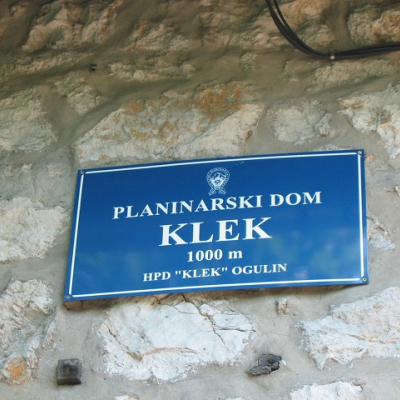 PLANINARSKI DOM
KLEK
1000 m
HPD "KLEK" OGULIN